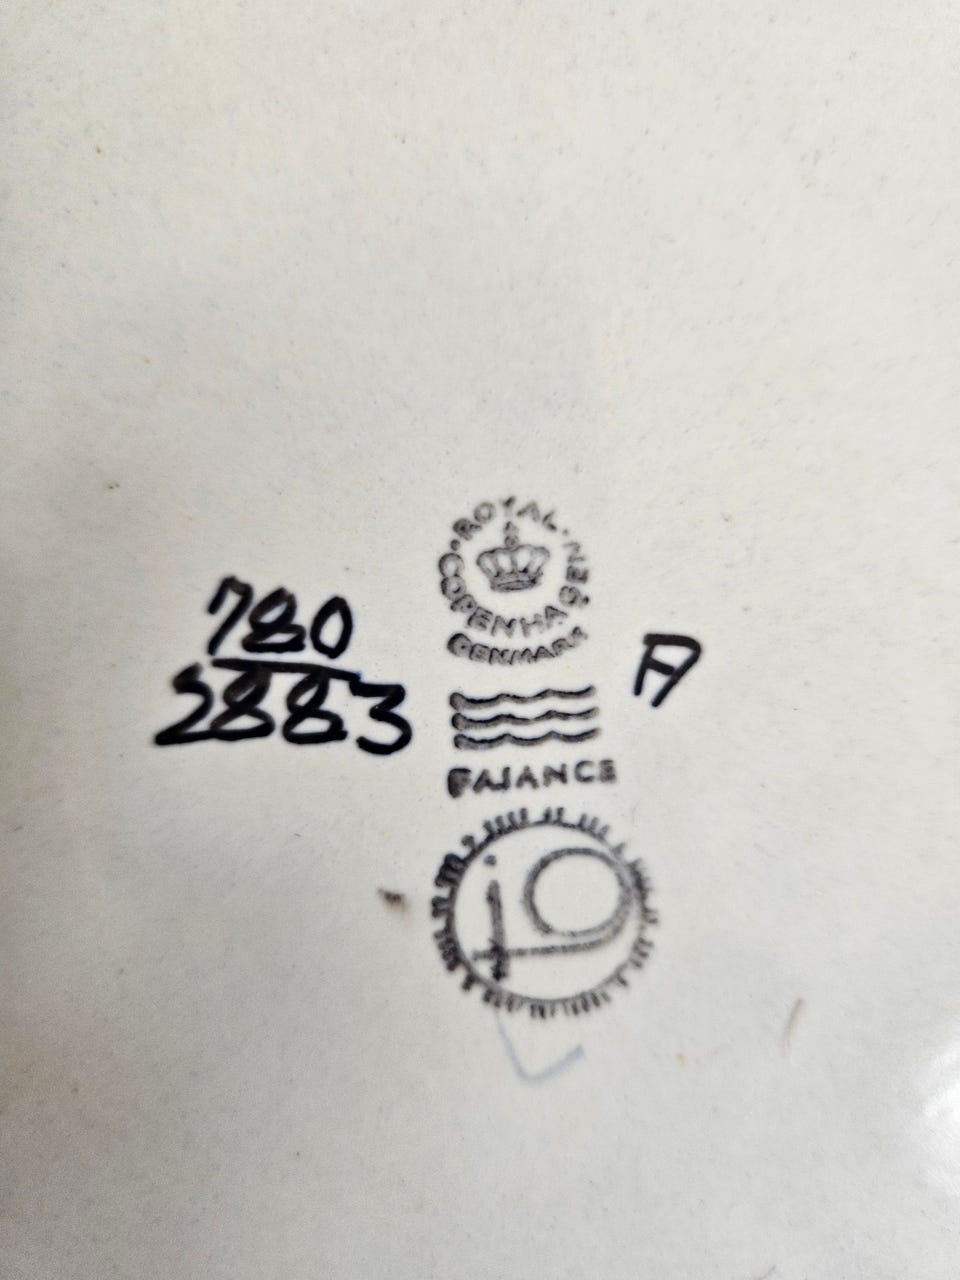 ROYAL COPENHAGEN
DENMARK
780
2883
FAJANCE